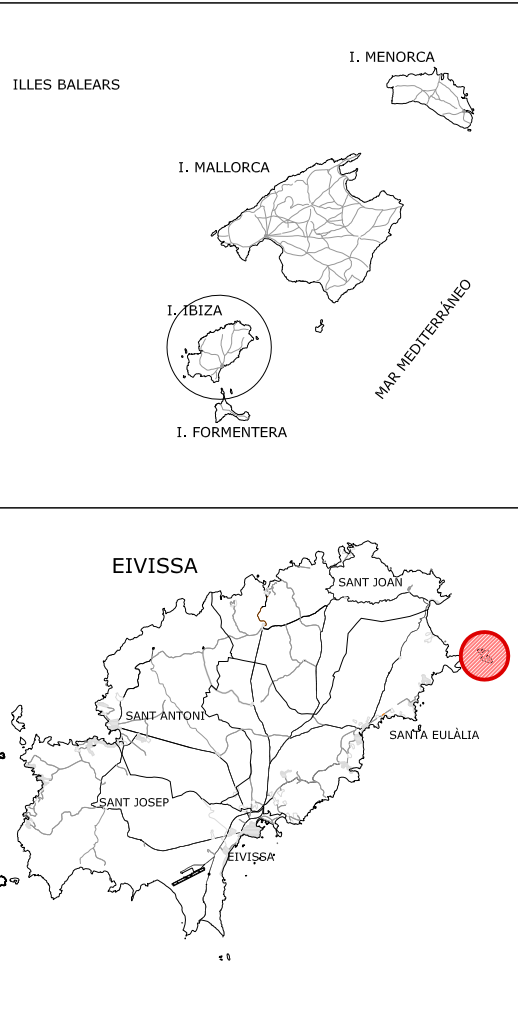 I. MENORCA
ILLES BALEARS
I. MALLORCA
MAR MEDITERRÁNEO
I. IBIZA
I. FORMENTERA
EIVISSA
SANT JOAN
SANT ANTONI
SANTA EULÀLIA
SANT JOSEP
EIVISSA